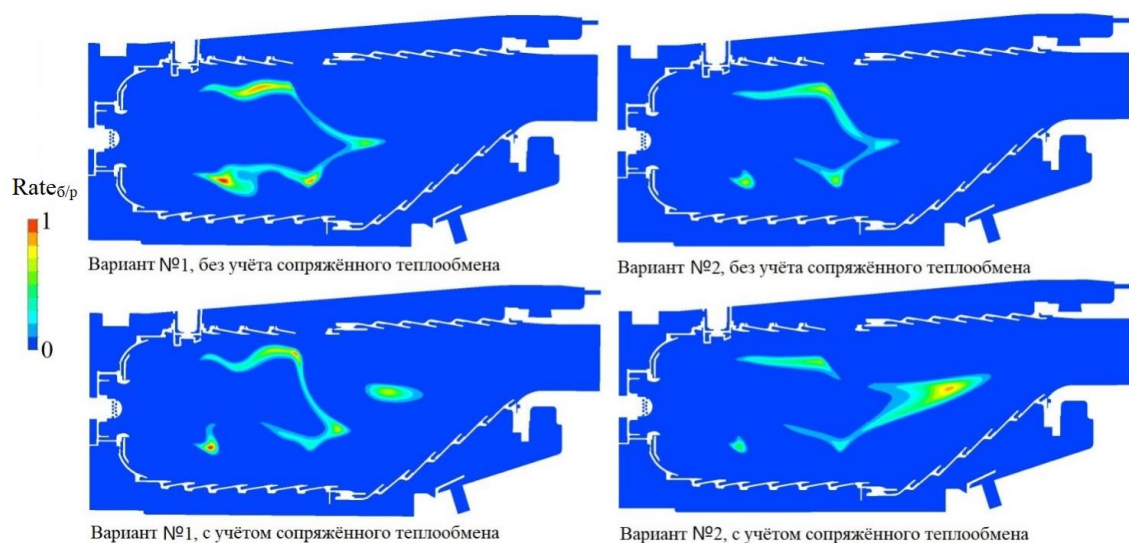 Rateб/р
1
0
Вариант №1, без учёта сопряжённого теплообмена
Вариант №2, без учёта сопряжённого теплообмена
Вариант №1, с учётом сопряжённого теплообмена
Вариант №2, с учётом сопряжённого теплообмена